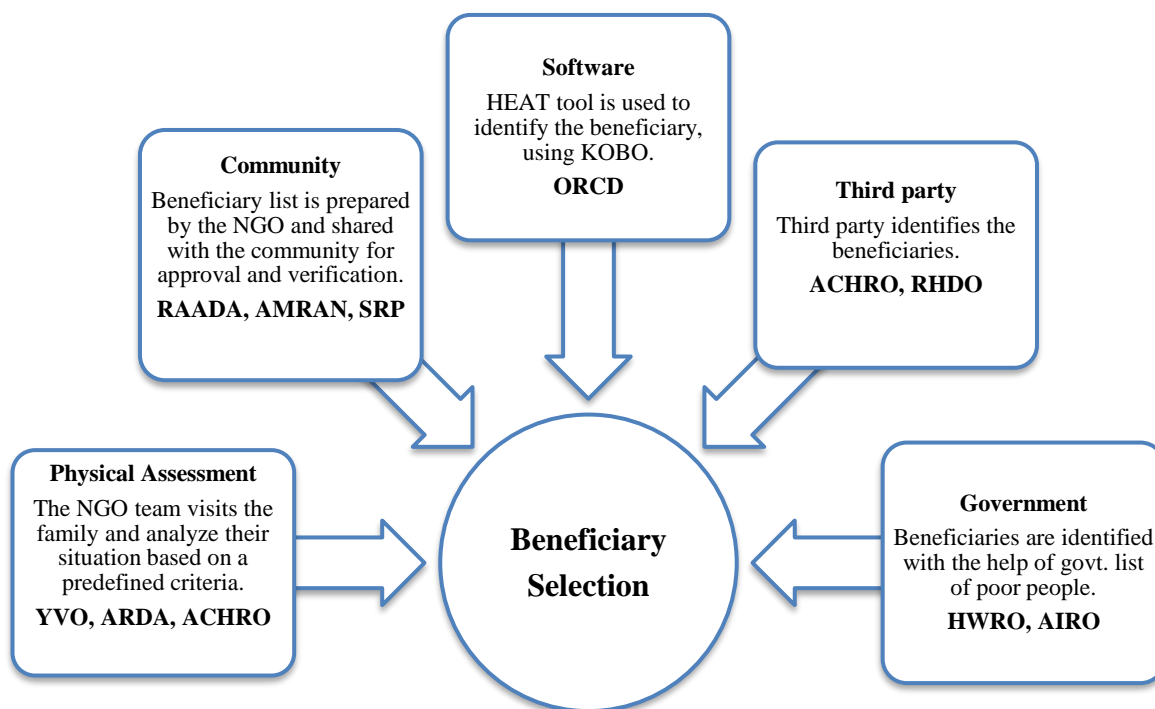 Software
HEAT tool is used to
identify the beneficiary,
using KOBO.
ORCD
Community
Beneficiary list is prepared
by the NGO and shared
with the community for
approval and verification.
RAADA, AMRAN, SRP
Third party
Third party identifies the
beneficiaries.
ACHRO, RHDO
Physical Assessment
The NGO team visits the
family and analyze their
situation based on a
predefined criteria.
YVO, ARDA, ACHRO
Beneficiary
Selection
Government
Beneficiaries are identified
with the help of govt. list
of poor people.
HWRO, AIRO